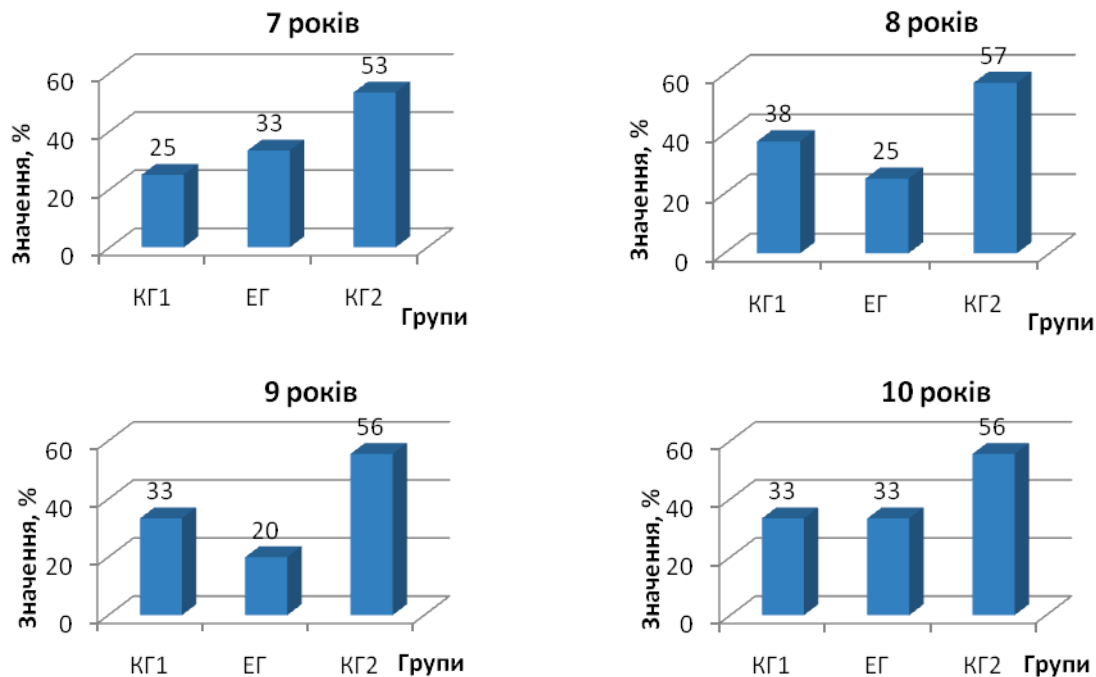 7 років
Значення, %
60
40
20
0
25
33
53
КГ1 ЕГ КГ2
Групи
8 років
60
40
20
0
38
25
57
КГ1 ЕГ КГ2
Групи
9 років
Значення, %
60
40
20
0
33
20
56
КГ1 ЕГ КГ2 Групи
10 років
Значення, %
60
40
20
0
33
33
56
КГ1 ЕГ КГ2 Групи
Значення, %